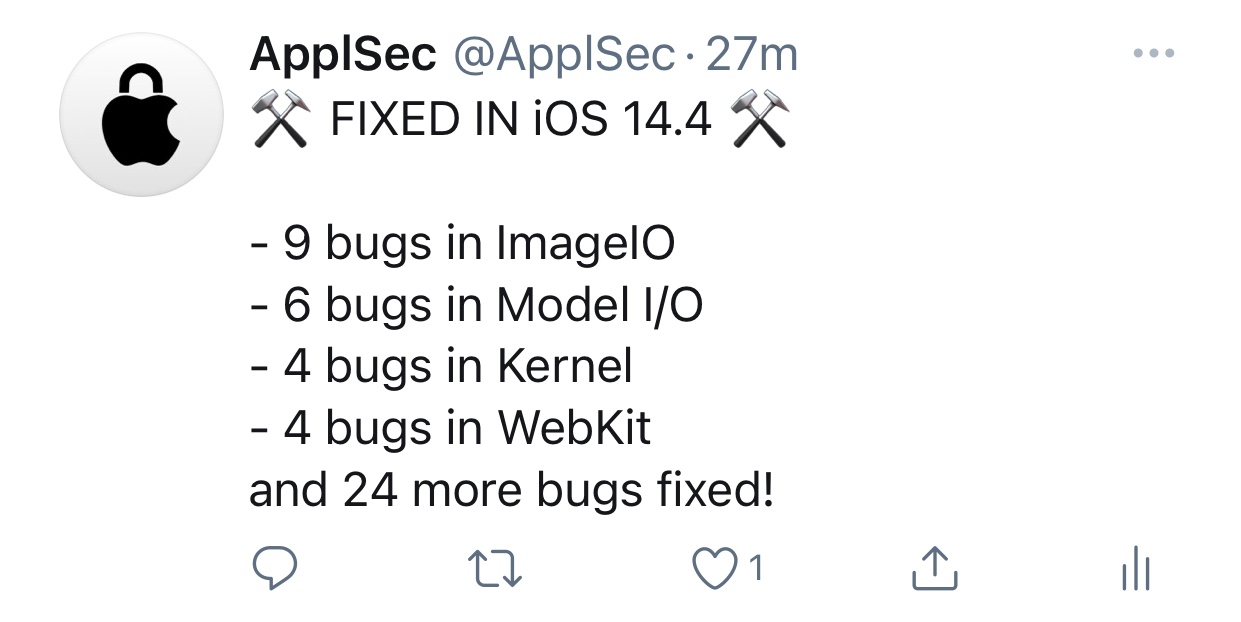 ApplSec @ApplSec · 27m
⚒ FIXED IN iOS 14.4 ⚒
- 9 bugs in ImageIO
- 6 bugs in Model I/O
- 4 bugs in Kernel
- 4 bugs in WebKit
and 24 more bugs fixed!
1